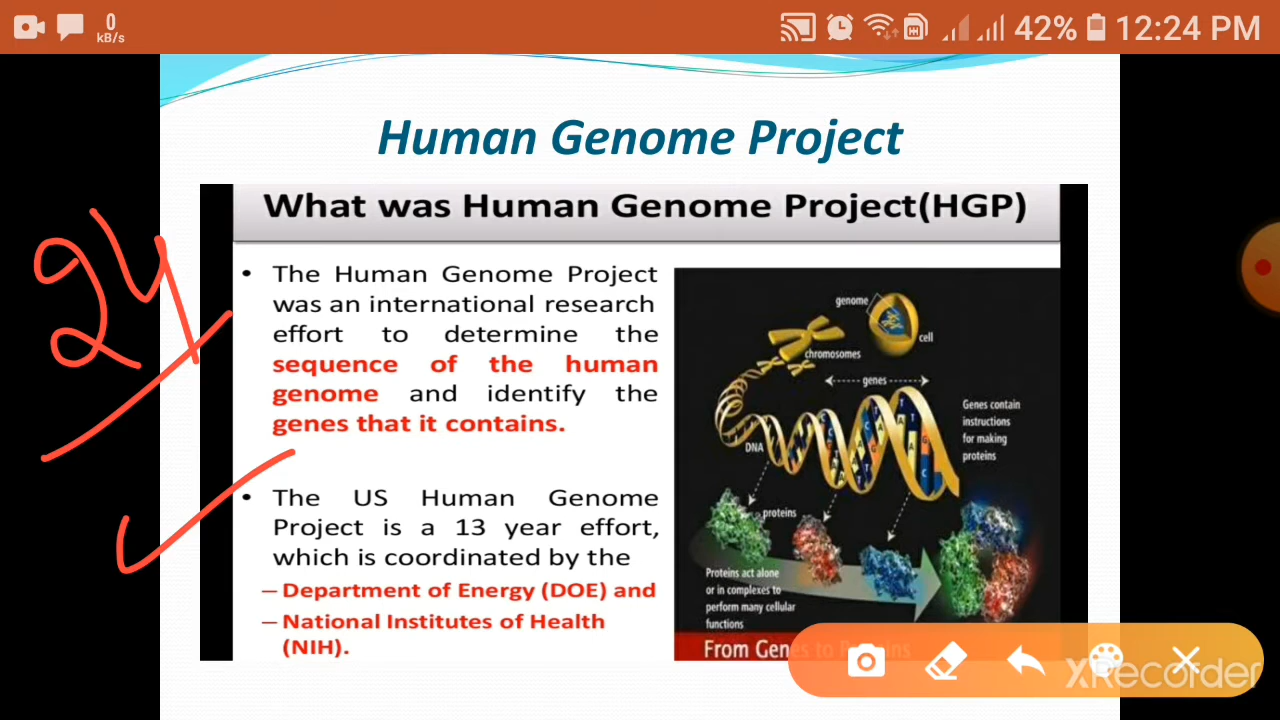 0
kB/s
42%
12:24 PM
Human Genome Project
What was Human Genome Project(HGP)
• The Human Genome Project
was an international research
effort to determine the
sequence of the human
genome and identify the
genes that it contains.
• The US Human Genome
Project is a 13 year effort,
which is coordinated by the
– Department of Energy (DOE) and
– National Institutes of Health
(NIH).
24
genome
cell
chromosomes
genes
DNA
Genes contain
instructions
for making
proteins
proteins
Proteins act alone
or in complexes to
perform many cellular
functions
From Genes to Proteins
XRecorder